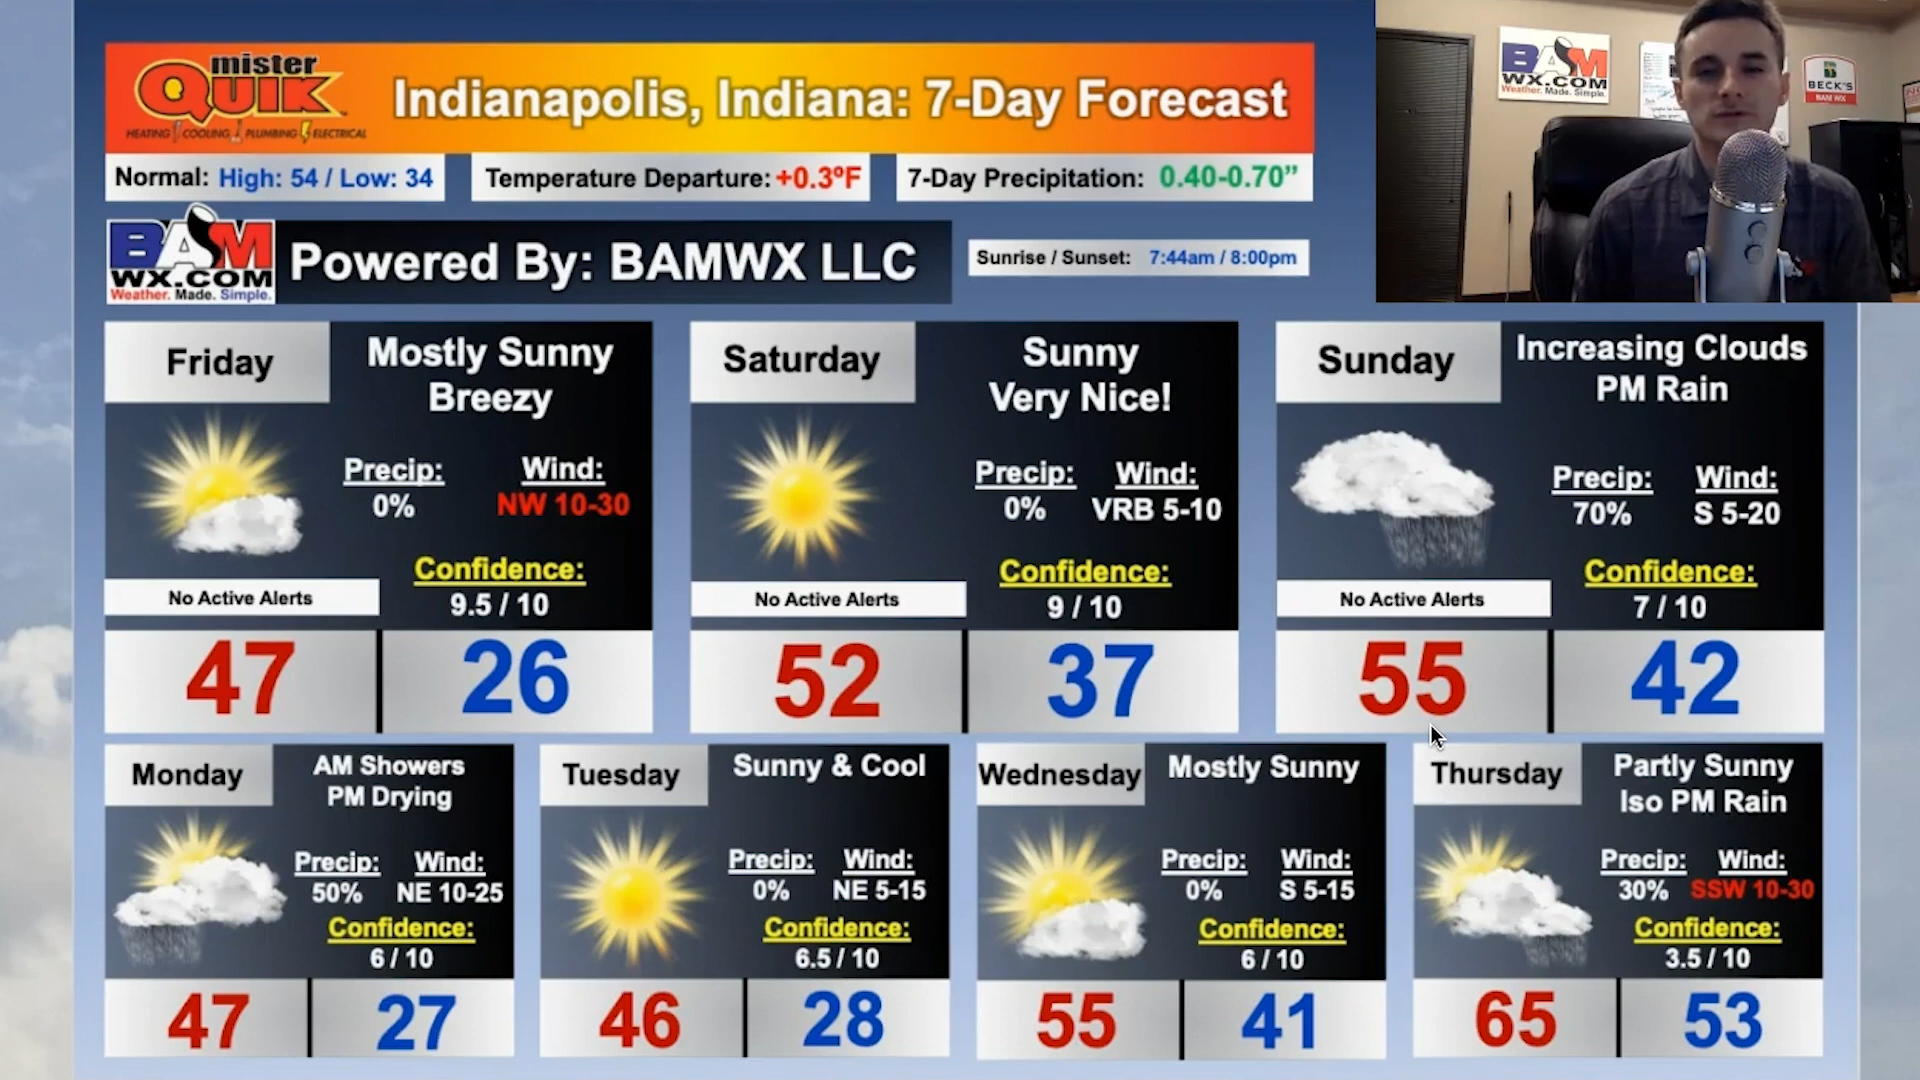 mister
QUIK
HEATING COOLING PLUMBING ELECTRICAL
Indianapolis, Indiana: 7-Day Forecast
BAM
WX.COM
Weather. Made. Simple.
BECK'S
BAM WX
Normal: High: 54 / Low: 34
Temperature Departure: +0.3ºF
7-Day Precipitation: 0.40-0.70”
BAM
WX.COM
Weather. Made. Simple.
Powered By: BAMWX LLC
Sunrise / Sunset: 7:44am / 8:00pm
Friday
Mostly Sunny
Breezy
Precip: Wind:
0% NW 10-30
Confidence:
9.5 / 10
No Active Alerts
47 26
Saturday
Sunny
Very Nice!
Precip: Wind:
0% VRB 5-10
Confidence:
9 / 10
No Active Alerts
52 37
Sunday
Increasing Clouds
PM Rain
Precip: Wind:
70% S 5-20
Confidence:
7 / 10
No Active Alerts
55 42
Monday
AM Showers
PM Drying
Precip: Wind:
50% NE 10-25
Confidence:
6 / 10
47 27
Tuesday
Sunny & Cool
Precip: Wind:
0% NE 5-15
Confidence:
6.5 / 10
46 28
Wednesday
Mostly Sunny
Precip: Wind:
0% S 5-15
Confidence:
6 / 10
55 41
Thursday
Partly Sunny
Iso PM Rain
Precip: Wind:
30% SSW 10-30
Confidence:
3.5 / 10
65 53